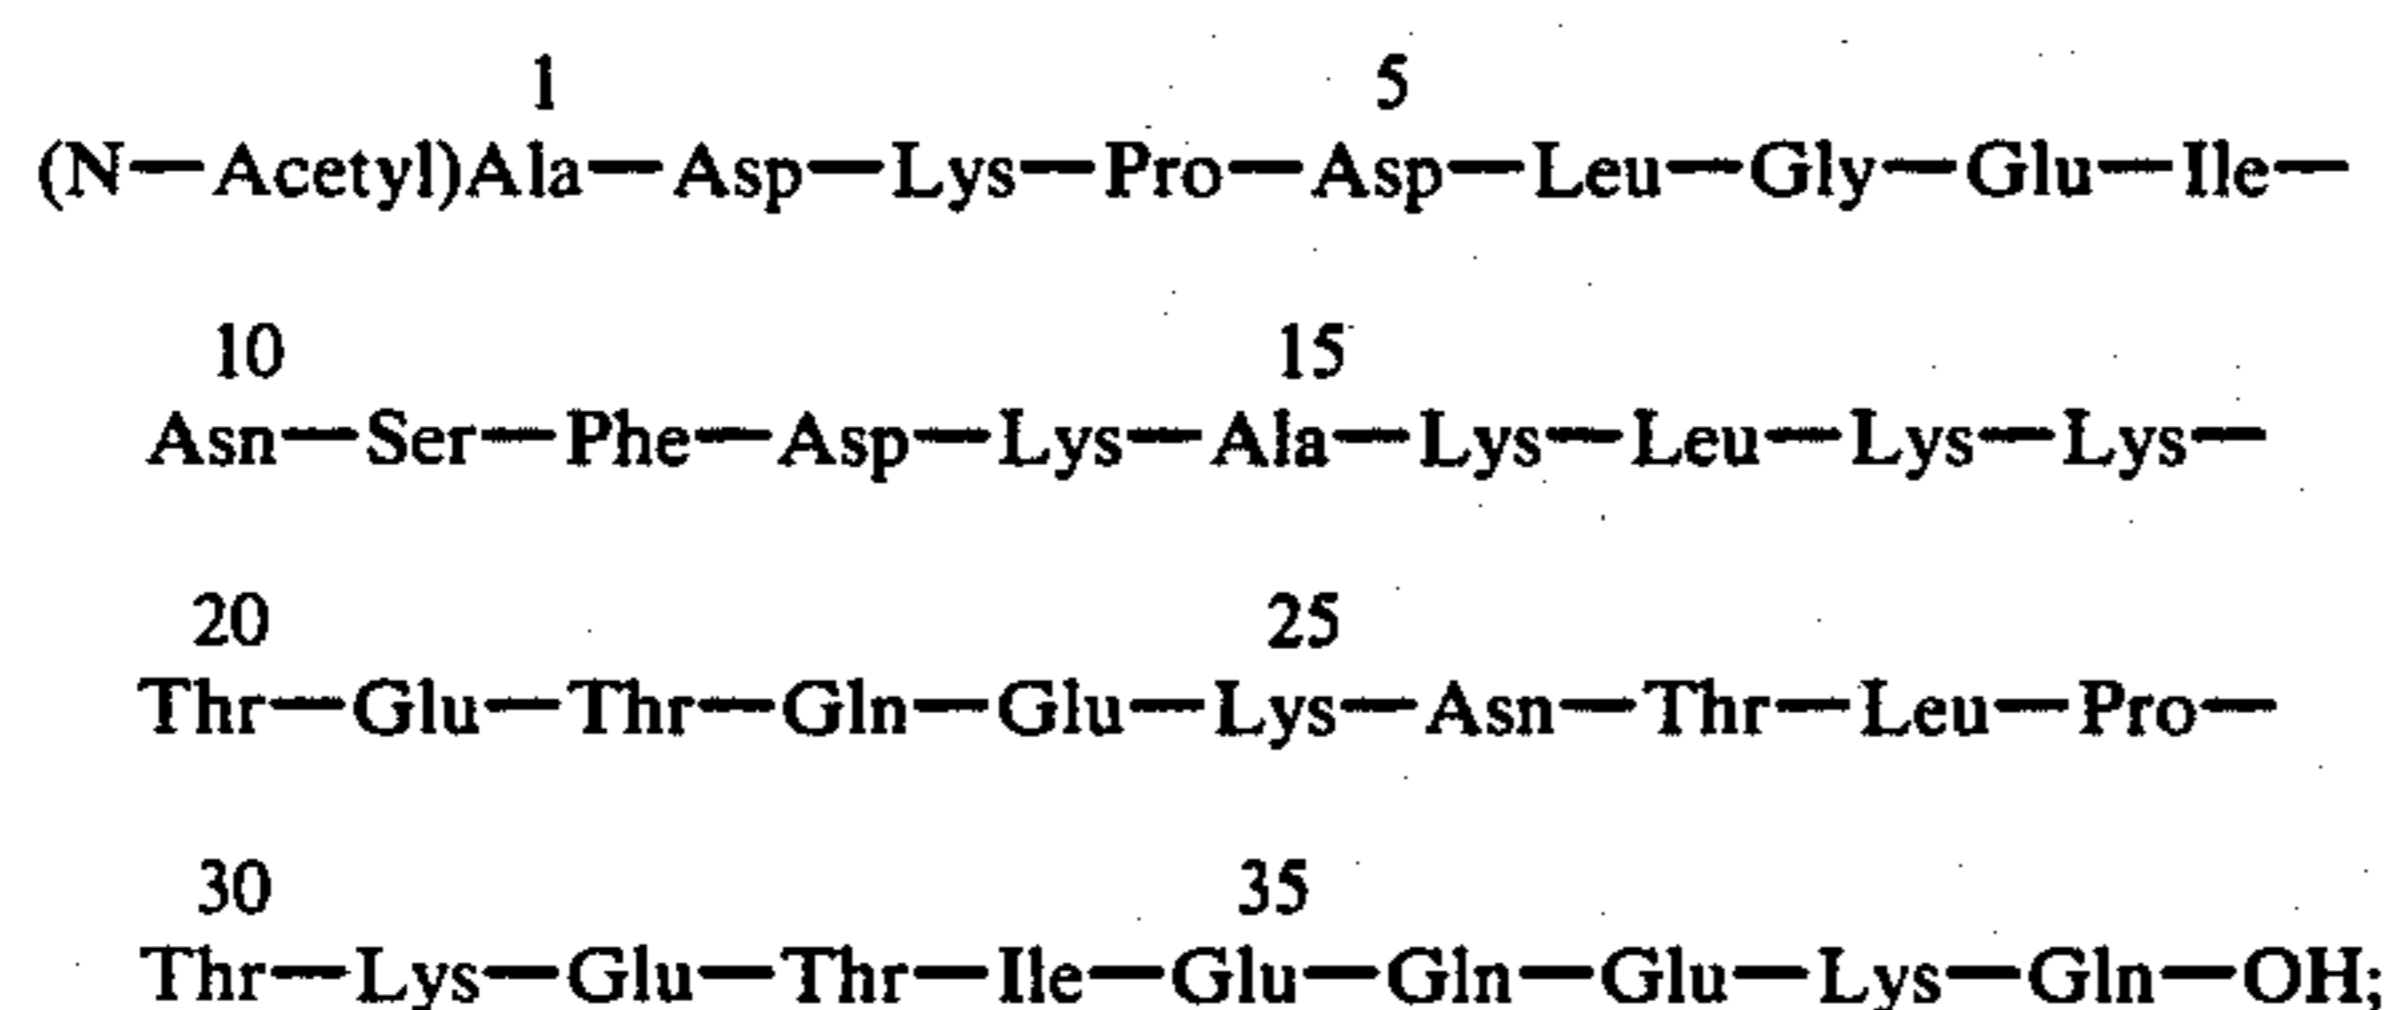 1 5
(N—Acetyl)Ala—Asp—Lys—Pro—Asp—Leu—Gly—Glu—Ile—
10 15
Asn—Ser—Phe—Asp—Lys—Ala—Lys—Leu—Lys—Lys—
20 25
Thr—Glu—Thr—Gln—Glu—Lys—Asn—Thr—Leu—Pro—
30 35
Thr—Lys—Glu—Thr—Ile—Glu—Gln—Glu—Lys—Gln—OH;